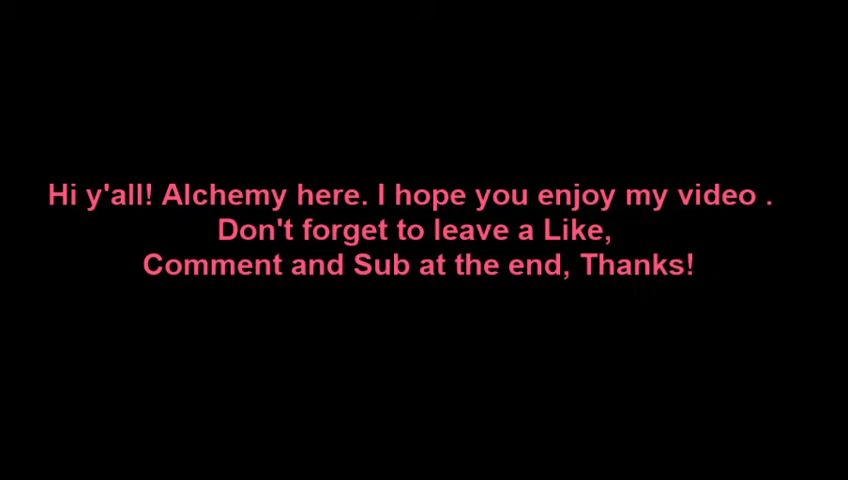 Hi y'all! Alchemy here. I hope you enjoy my video .
Don't forget to leave a Like,
Comment and Sub at the end, Thanks!